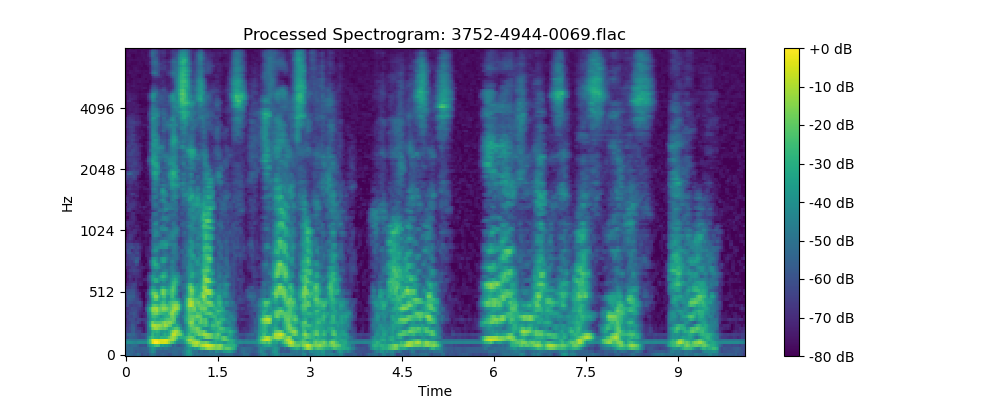 Processed Spectrogram: 3752-4944-0069.flac
Hz
4096
2048
1024
512
0
0 1.5 3 4.5 6 7.5 9
Time
+0 dB
-10 dB
-20 dB
-30 dB
-40 dB
-50 dB
-60 dB
-70 dB
-80 dB